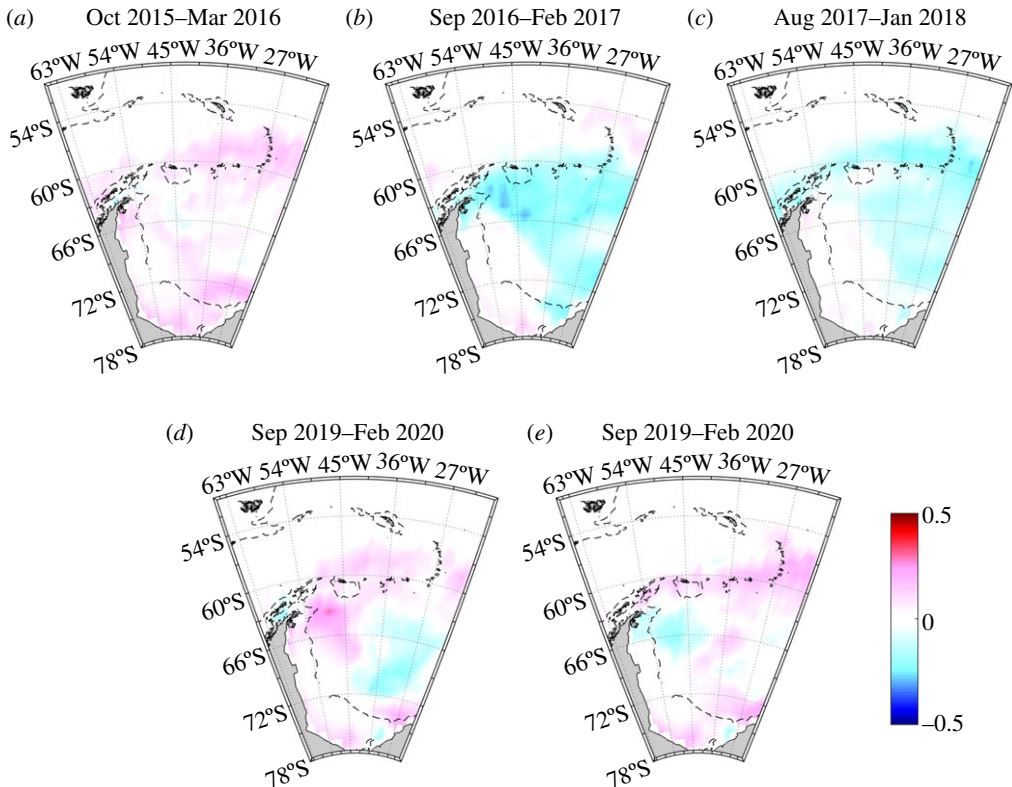 (a) Oct 2015–Mar 2016
63ºW 54ºW 45ºW 36ºW 27ºW
54ºS
60ºS
66ºS
72ºS
78ºS
(b) Sep 2016–Feb 2017
63ºW 54ºW 45ºW 36ºW 27ºW
54ºS
60ºS
66ºS
72ºS
78ºS
(c) Aug 2017–Jan 2018
63ºW 54ºW 45ºW 36ºW 27ºW
54ºS
60ºS
66ºS
72ºS
78ºS
(d) Sep 2019–Feb 2020
63ºW 54ºW 45ºW 36ºW 27ºW
54ºS
60ºS
66ºS
72ºS
78ºS
(e) Sep 2019–Feb 2020
63ºW 54ºW 45ºW 36ºW 27ºW
54ºS
60ºS
66ºS
72ºS
78ºS
0.5
0
–0.5